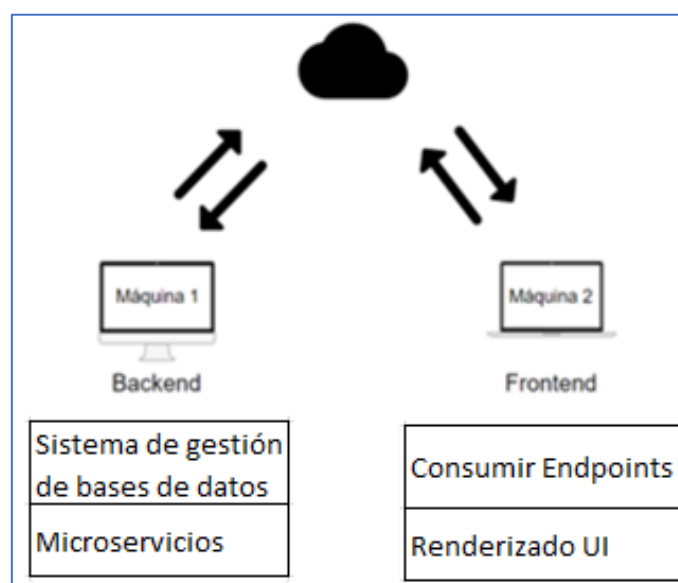 Máquina 1
Máquina 2
Backend
Frontend
Sistema de gestión
de bases de datos
Microservicios
Consumir Endpoints
Renderizado UI